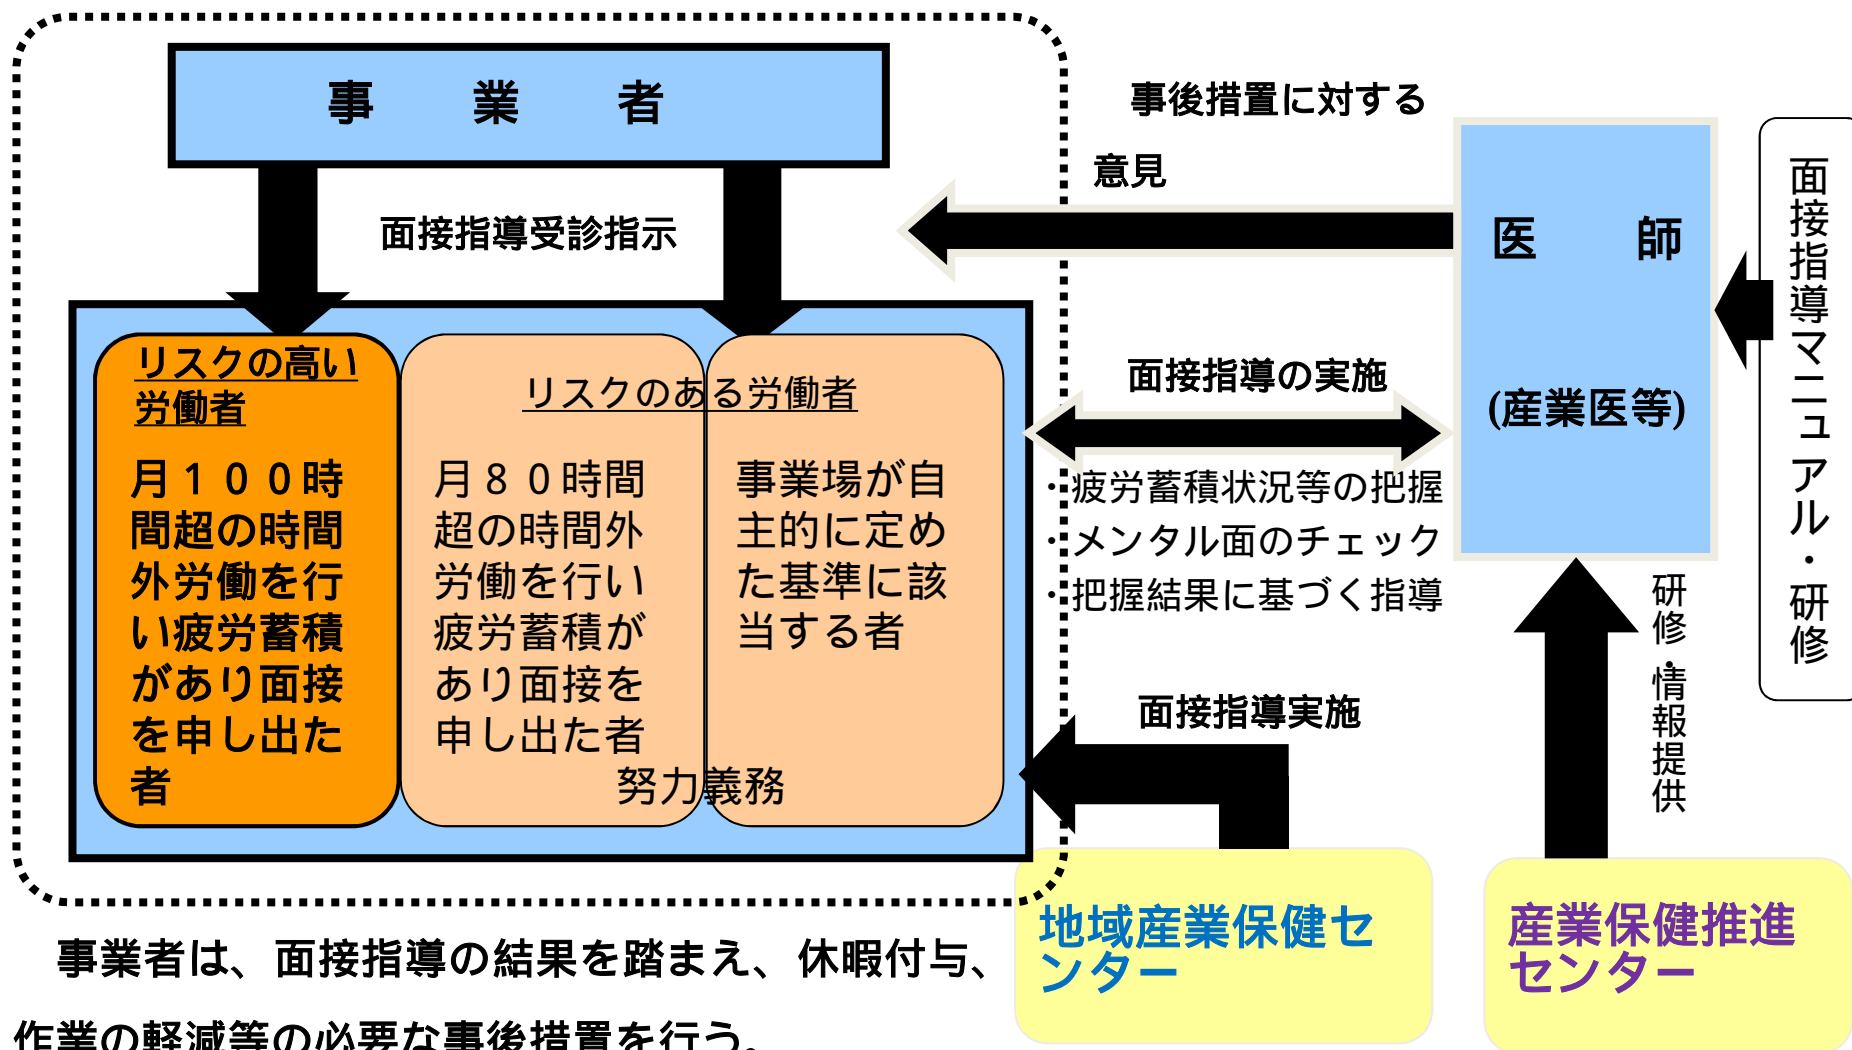 事　業　者
面接指導受診指示
事後措置に対する
意見
医　師
(産業医等)
面接指導マニュアル・研修
リスクの高い
労働者
月１００時
間超の時間
外労働を行
い疲労蓄積
があり面接
を申し出た
者
リスクのある労働者
月８０時間
超の時間外
労働を行い
疲労蓄積が
あり面接を
申し出た者
事業場が自
主的に定め
た基準に該
当する者
努力義務
面接指導の実施
・疲労蓄積状況等の把握
・メンタル面のチェック
・把握結果に基づく指導
面接指導実施
研修・情報提供
地域産業保健セ
ンター
産業保健推進
センター
事業者は、面接指導の結果を踏まえ、休暇付与、
作業の軽減等の必要な事後措置を行う。